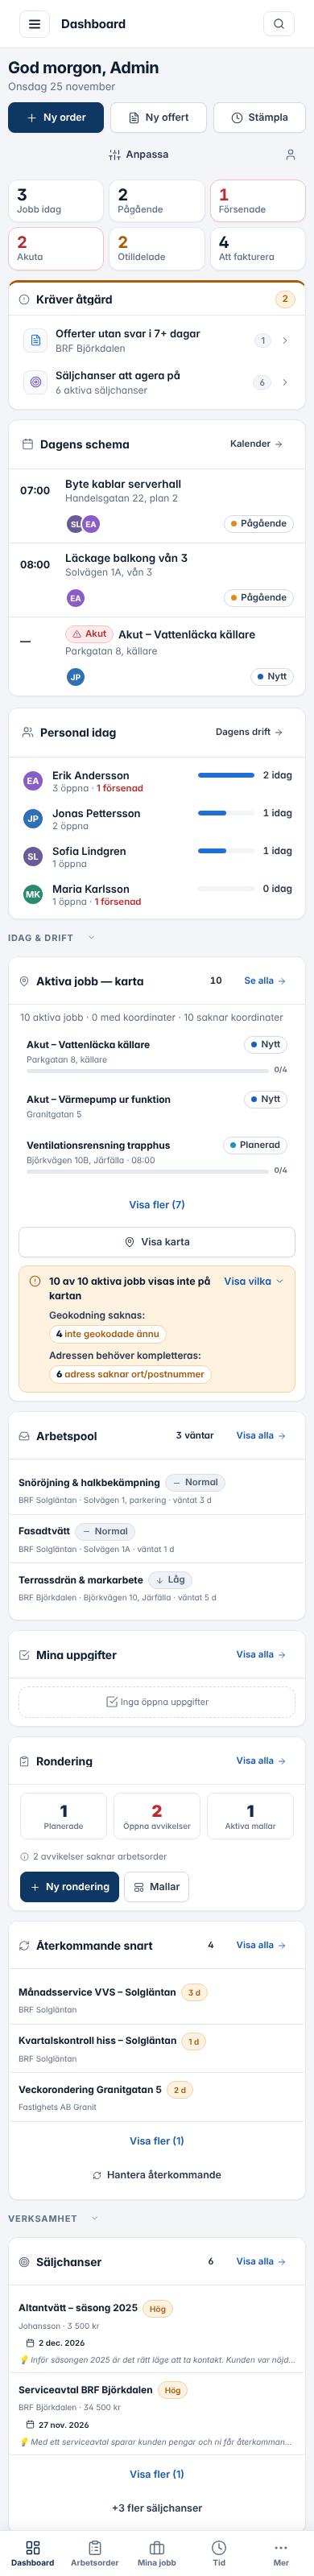 Dashboard
God morgon, Admin
Onsdag 25 november
Ny order
Ny offert
Stämpla
Anpassa
3
Jobb idag
2
Pågående
1
Försenade
2
Akuta
2
Otilldelade
4
Att fakturera
Kräver åtgärd
2
Offerter utan svar i 7+ dagar
BRF Björkdalen
1
Säljchanser att agera på
6 aktiva säljchanser
6
Dagens schema
Kalender →
07:00
Byte kablar serverhall
Handelsgatan 22, plan 2
SL
EA
Pågående
08:00
Läckage balkong vån 3
Solvägen 1A, vån 3
EA
Pågående
—
Akut
Akut – Vattenläcka källare
Parkgatan 8, källare
JP
Nytt
Personal idag
Dagens drift →
EA
Erik Andersson
3 öppna · 1 försenad
2 idag
JP
Jonas Pettersson
2 öppna
1 idag
SL
Sofia Lindgren
1 öppna
1 idag
MK
Maria Karlsson
1 öppna · 1 försenad
0 idag
IDAG & DRIFT
Aktiva jobb — karta
10
Se alla →
10 aktiva jobb · 0 med koordinater · 10 saknar koordinater
Akut – Vattenläcka källare
Nytt
Parkgatan 8, källare
0/4
Akut – Värmepump ur funktion
Nytt
Granitgatan 5
Ventilationsrensning trapphus
Planerad
Björkvägen 10B, Järfälla · 08:00
0/4
Visa fler (7)
Visa karta
10 av 10 aktiva jobb visas inte på kartan
Visa vilka
Geokodning saknas:
4 inte geokodade ännu
Adressen behöver kompletteras:
6 adress saknar ort/postnummer
Arbetspool
3 väntar
Visa alla →
Snöröjning & halkbekämpning
Normal
BRF Solgläntan · Solvägen 1, parkering · väntat 3 d
Fasadtvätt
Normal
BRF Solgläntan · Solvägen 1A · väntat 1 d
Terrassdrän & markarbete
Låg
BRF Björkdalen · Björkvägen 10, Järfälla · väntat 5 d
Mina uppgifter
Visa alla →
Inga öppna uppgifter
Rondering
Visa alla →
1
Planerade
2
Öppna avvikelser
1
Aktiva mallar
2 avvikelser saknar arbetsorder
Ny rondering
Mallar
Återkommande snart
4
Visa alla →
Månadsservice VVS – Solgläntan
3 d
BRF Solgläntan
Kvartalskontroll hiss – Solgläntan
1 d
BRF Solgläntan
Veckorondering Granitgatan 5
2 d
Fastighets AB Granit
Visa fler (1)
Hantera återkommande
VERKSAMHET
Säljchanser
6
Visa alla →
Altantvätt – säsong 2025
Hög
Johansson · 3 500 kr
2 dec. 2026
💡 Inför säsongen 2025 är det rätt läge att ta kontakt. Kunden var nöjd…
Serviceavtal BRF Björkdalen
Hög
BRF Björkdalen · 34 500 kr
27 nov. 2026
💡 Med ett serviceavtal sparar kunden pengar och ni får återkomman…
Visa fler (1)
+3 fler säljchanser
Dashboard
Arbetsorder
Mina jobb
Tid
Mer